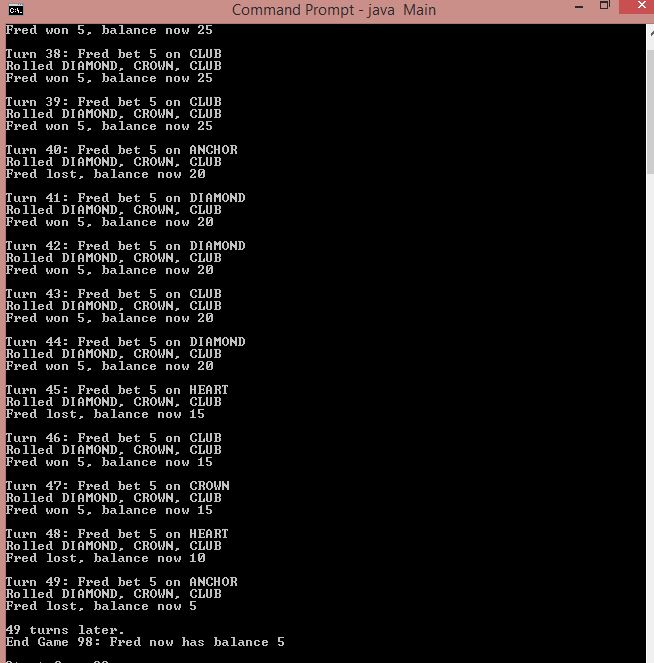 Command Prompt - java Main
Fred won 5, balance now 25
Turn 38: Fred bet 5 on CLUB
Rolled DIAMOND, CROWN, CLUB
Fred won 5, balance now 25
Turn 39: Fred bet 5 on CLUB
Rolled DIAMOND, CROWN, CLUB
Fred won 5, balance now 25
Turn 40: Fred bet 5 on ANCHOR
Rolled DIAMOND, CROWN, CLUB
Fred lost, balance now 20
Turn 41: Fred bet 5 on DIAMOND
Rolled DIAMOND, CROWN, CLUB
Fred won 5, balance now 20
Turn 42: Fred bet 5 on DIAMOND
Rolled DIAMOND, CROWN, CLUB
Fred won 5, balance now 20
Turn 43: Fred bet 5 on CLUB
Rolled DIAMOND, CROWN, CLUB
Fred won 5, balance now 20
Turn 44: Fred bet 5 on DIAMOND
Rolled DIAMOND, CROWN, CLUB
Fred won 5, balance now 20
Turn 45: Fred bet 5 on HEART
Rolled DIAMOND, CROWN, CLUB
Fred lost, balance now 15
Turn 46: Fred bet 5 on CLUB
Rolled DIAMOND, CROWN, CLUB
Fred won 5, balance now 15
Turn 47: Fred bet 5 on CROWN
Rolled DIAMOND, CROWN, CLUB
Fred won 5, balance now 15
Turn 48: Fred bet 5 on HEART
Rolled DIAMOND, CROWN, CLUB
Fred lost, balance now 10
Turn 49: Fred bet 5 on ANCHOR
Rolled DIAMOND, CROWN, CLUB
Fred lost, balance now 5
49 turns later.
End Game 98: Fred now has balance 5